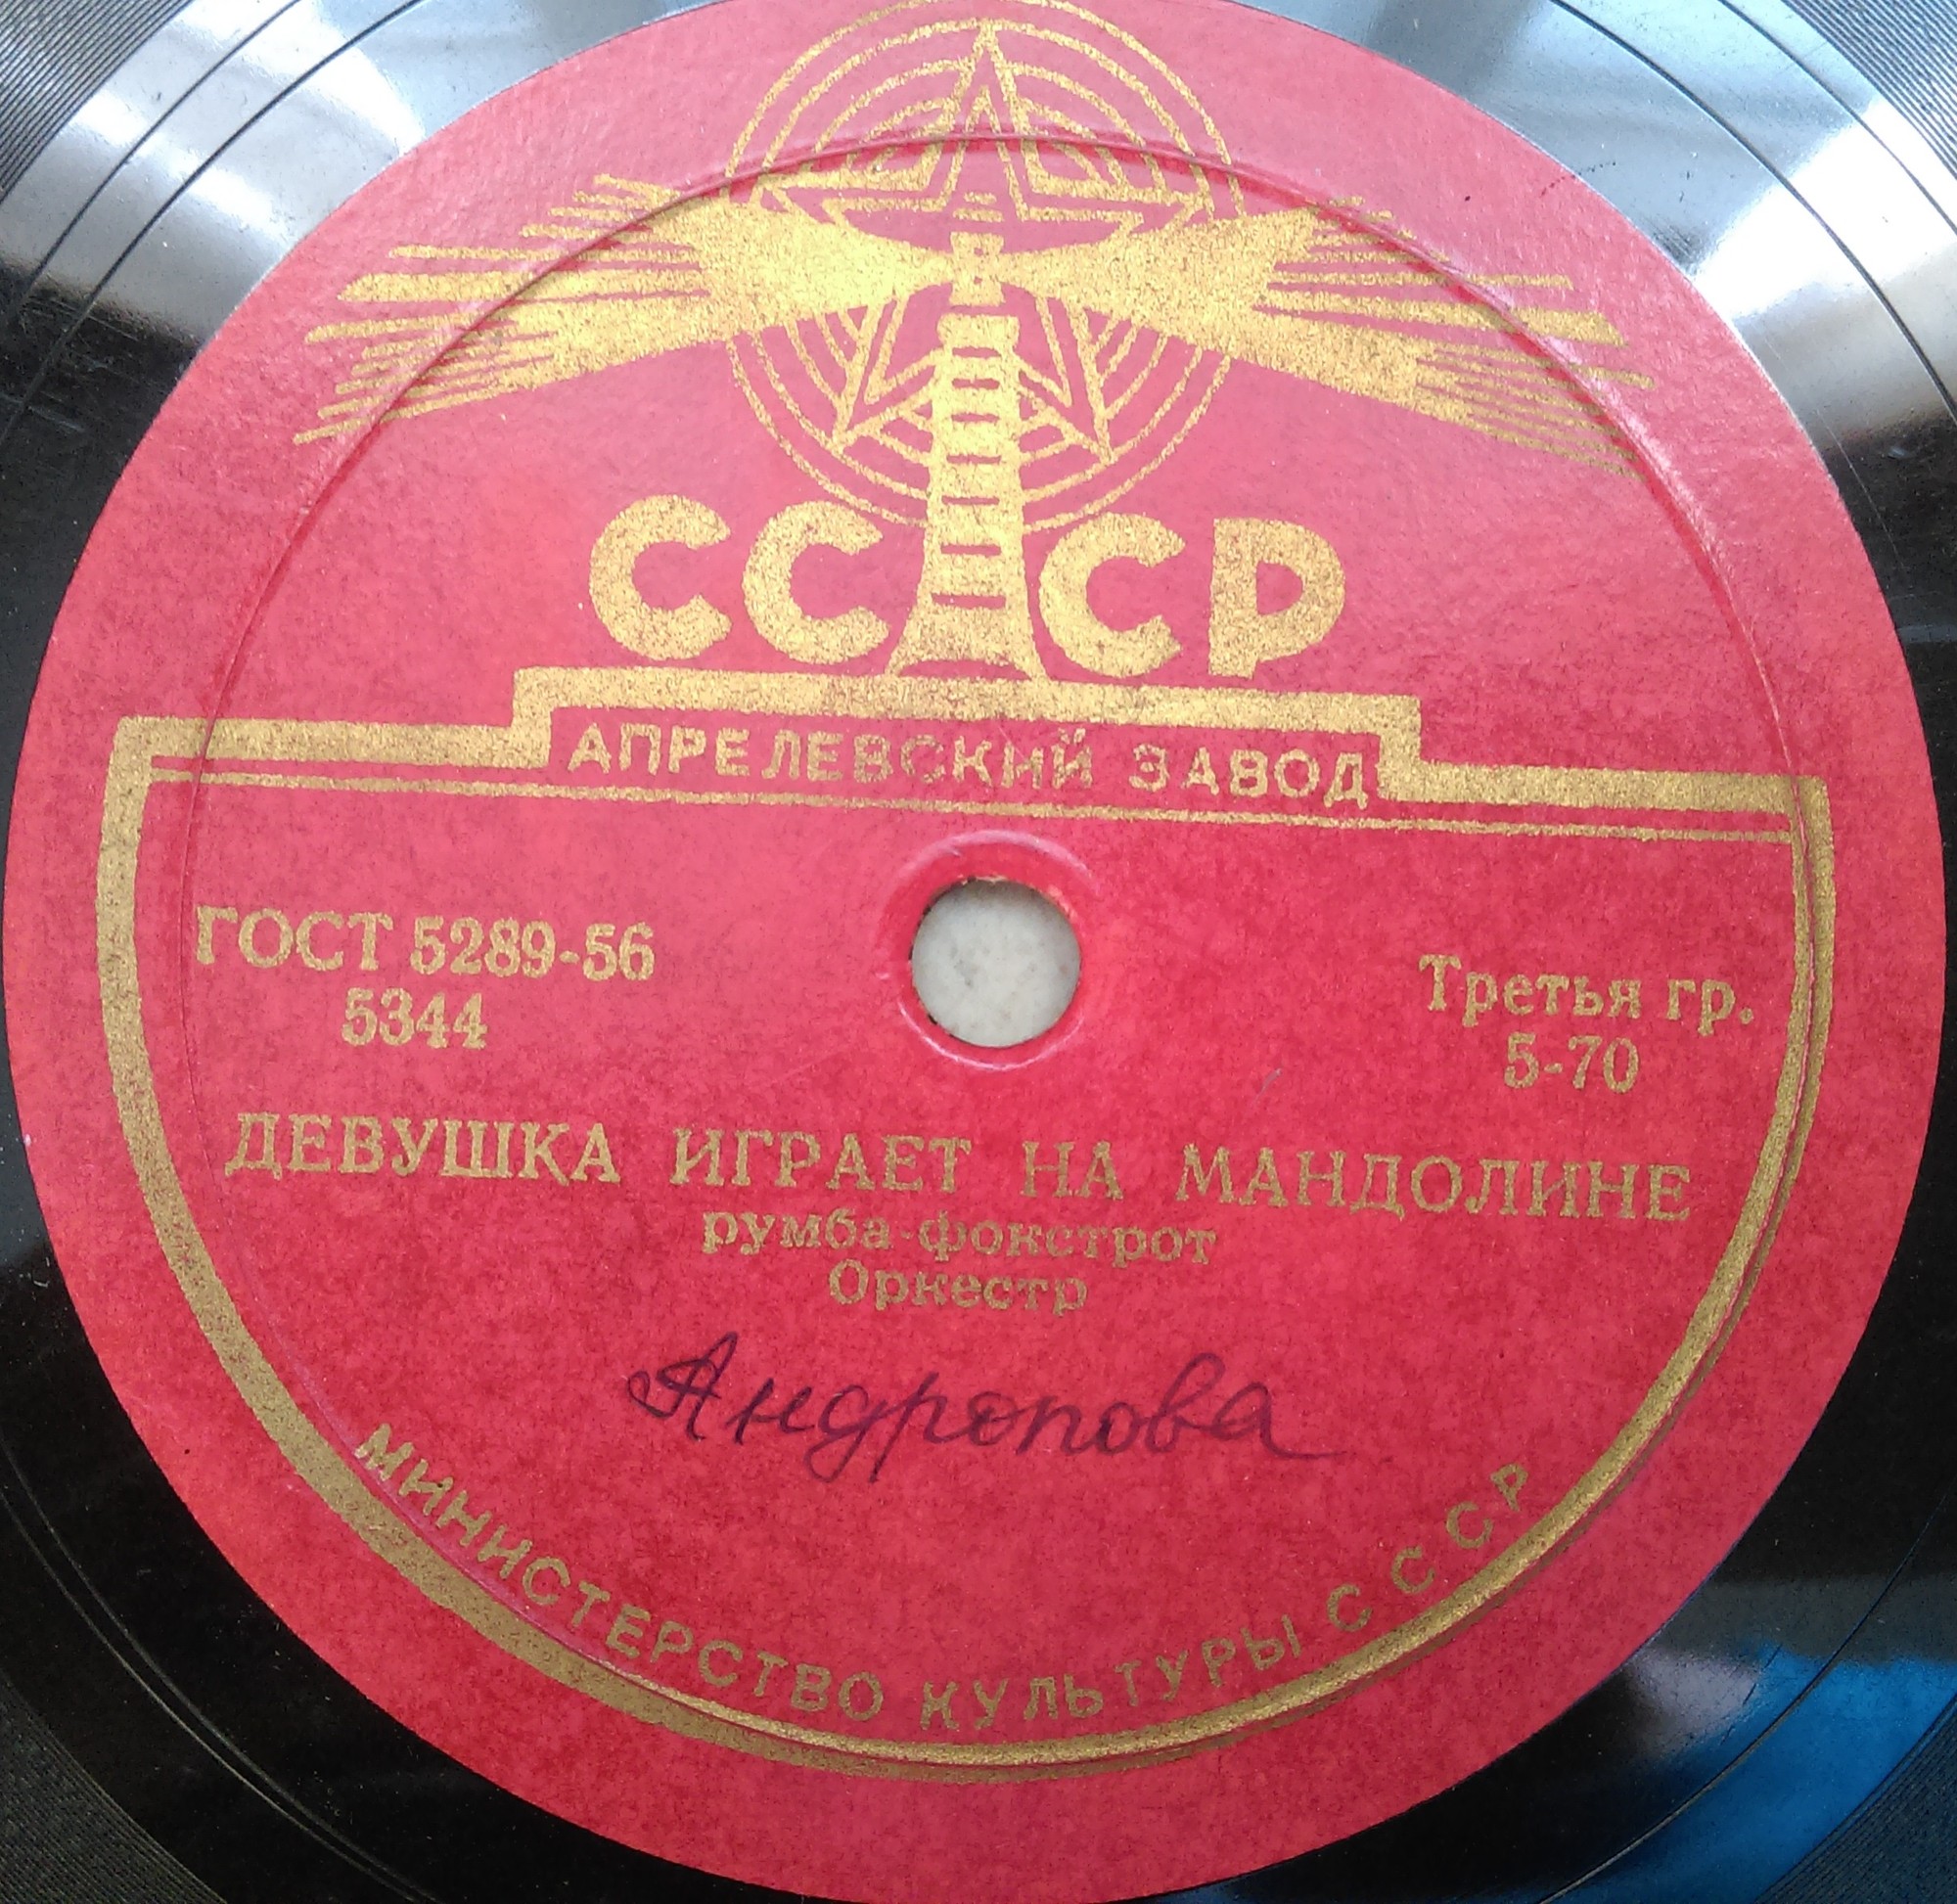 СССР
АПРЕЛЕВСКИЙ ЗАВОД
ГОСТ 5289-56
5344
Третья гр.
5-70
ДЕВУШКА ИГРАЕТ НА МАНДОЛИНЕ
румба-фокстрот
Оркестр
Андропова
МИНИСТЕРСТВО КУЛЬТУРЫ СССР